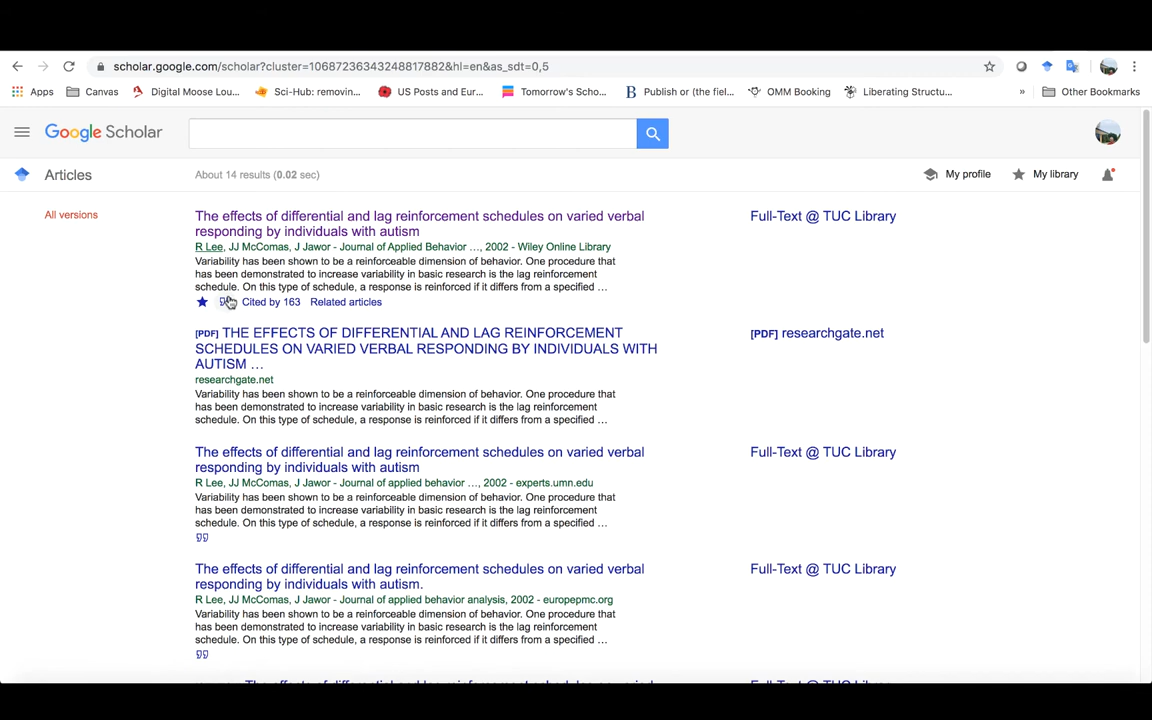 scholar.google.com/scholar?cluster=10687236343248817882&hl=en&as_sdt=0,5
Apps Canvas Digital Moose Lou... Sci-Hub: removin... US Posts and Eur... Tomorrow's Scho... Publish or (the fiel... OMM Booking Liberating Structu... » Other Bookmarks
Google Scholar
Articles About 14 results (0.02 sec) My profile My library
All versions
The effects of differential and lag reinforcement schedules on varied verbal Full-Text @ TUC Library
responding by individuals with autism
R Lee, JJ McComas, J Jawor - Journal of Applied Behavior …, 2002 - Wiley Online Library
Variability has been shown to be a reinforceable dimension of behavior. One procedure that
has been demonstrated to increase variability in basic research is the lag reinforcement
schedule. On this type of schedule, a response is reinforced if it differs from a specified …
Cited by 163 Related articles
[PDF] THE EFFECTS OF DIFFERENTIAL AND LAG REINFORCEMENT [PDF] researchgate.net
SCHEDULES ON VARIED VERBAL RESPONDING BY INDIVIDUALS WITH
AUTISM …
researchgate.net
Variability has been shown to be a reinforceable dimension of behavior. One procedure that
has been demonstrated to increase variability in basic research is the lag reinforcement
schedule. On this type of schedule, a response is reinforced if it differs from a specified …
The effects of differential and lag reinforcement schedules on varied verbal Full-Text @ TUC Library
responding by individuals with autism
R Lee, JJ McComas, J Jawor - Journal of applied behavior …, 2002 - experts.umn.edu
Variability has been shown to be a reinforceable dimension of behavior. One procedure that
has been demonstrated to increase variability in basic research is the lag reinforcement
schedule. On this type of schedule, a response is reinforced if it differs from a specified …
The effects of differential and lag reinforcement schedules on varied verbal Full-Text @ TUC Library
responding by individuals with autism.
R Lee, JJ McComas, J Jawor - Journal of applied behavior analysis, 2002 - europepmc.org
Variability has been shown to be a reinforceable dimension of behavior. One procedure that
has been demonstrated to increase variability in basic research is the lag reinforcement
schedule. On this type of schedule, a response is reinforced if it differs from a specified …